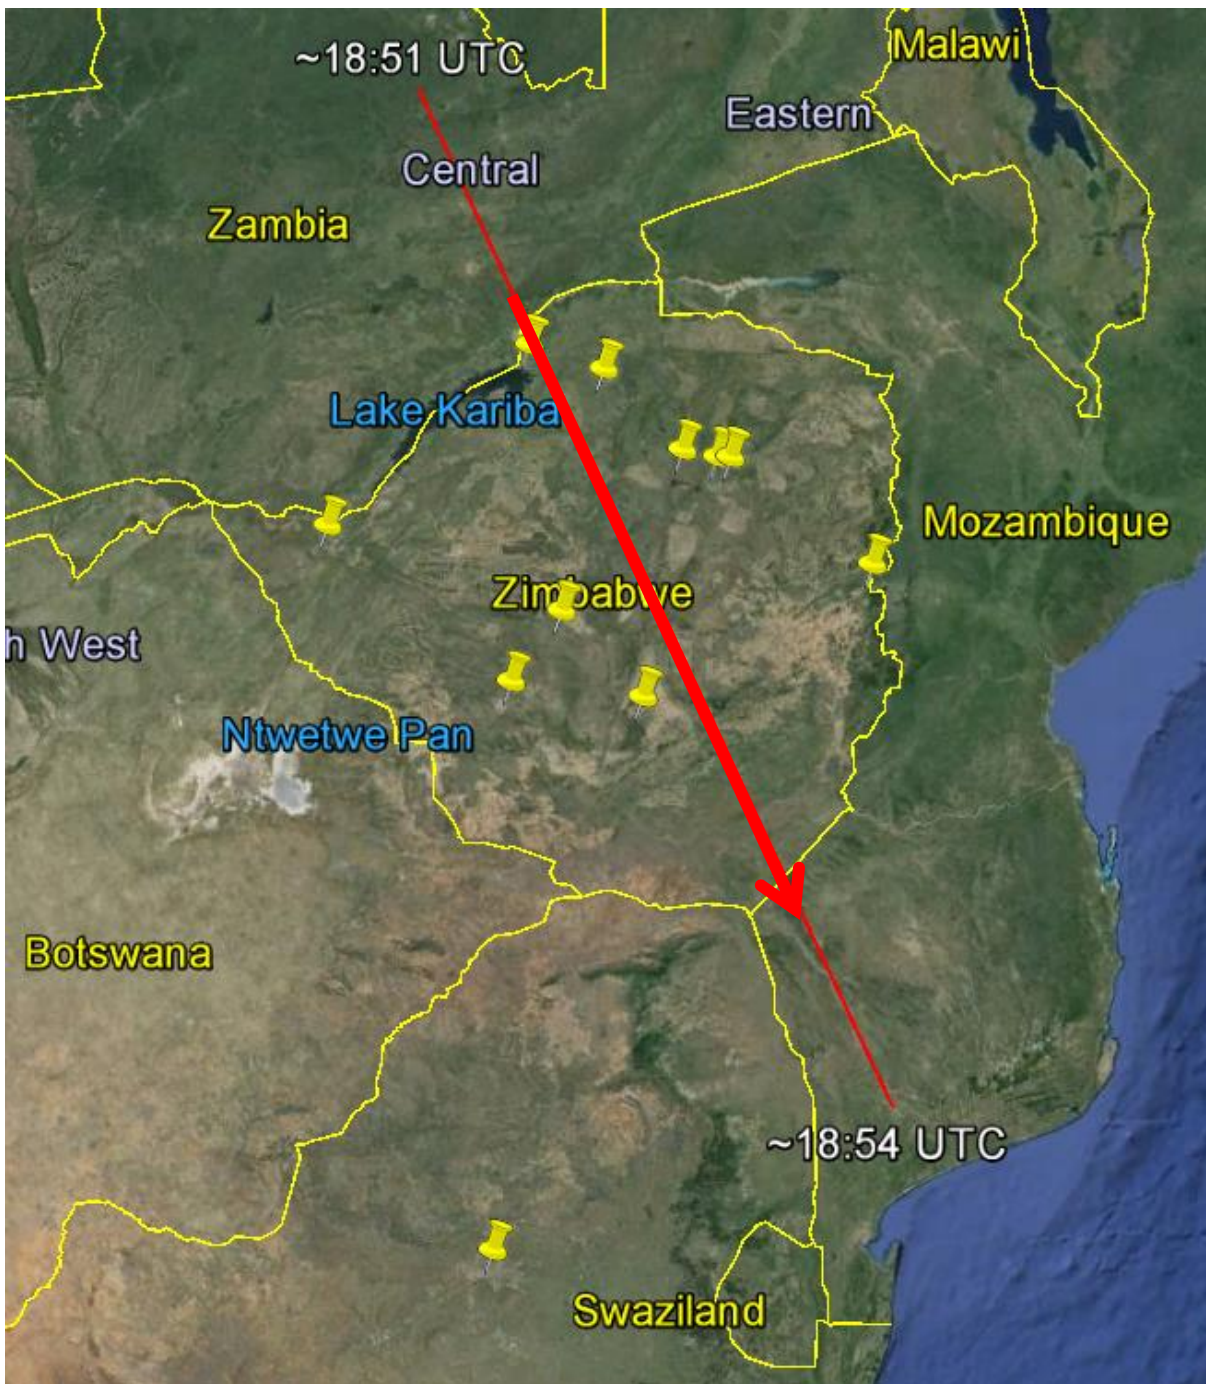 Malawi
~18:51 UTC
Eastern
Central
Zambia
Lake Kariba
Mozambique
Zimbabwe
h West
Ntwetwe Pan
Botswana
~18:54 UTC
Swaziland